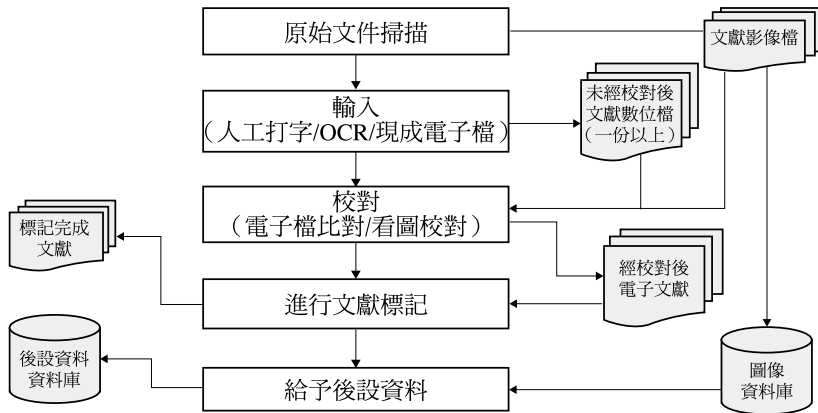 原始文件掃描
文獻影像檔
輸入
（人工打字/OCR/現成電子檔）
未經校對後
文獻數位檔
（一份以上）
校對
（電子檔比對/看圖校對）
標記完成
文獻
經校對後
電子文獻
進行文獻標記
後設資料
資料庫
給予後設資料
圖像
資料庫